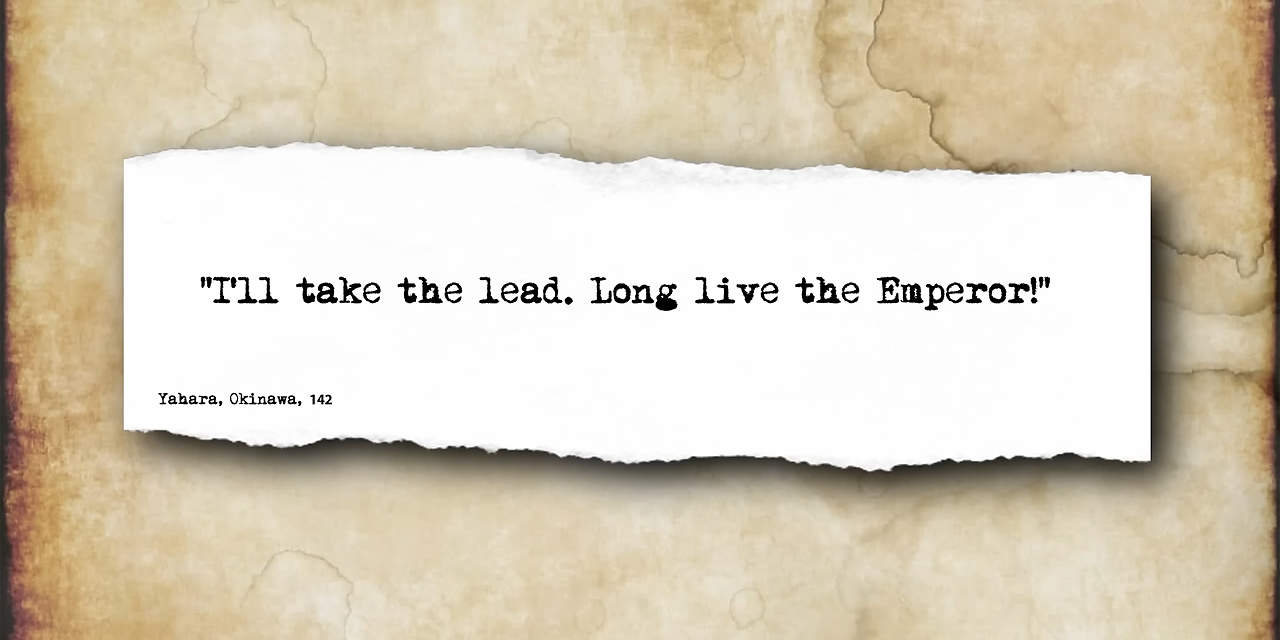 "I'll take the lead. Long live the Emperor!"
Yahara, Okinawa, 142